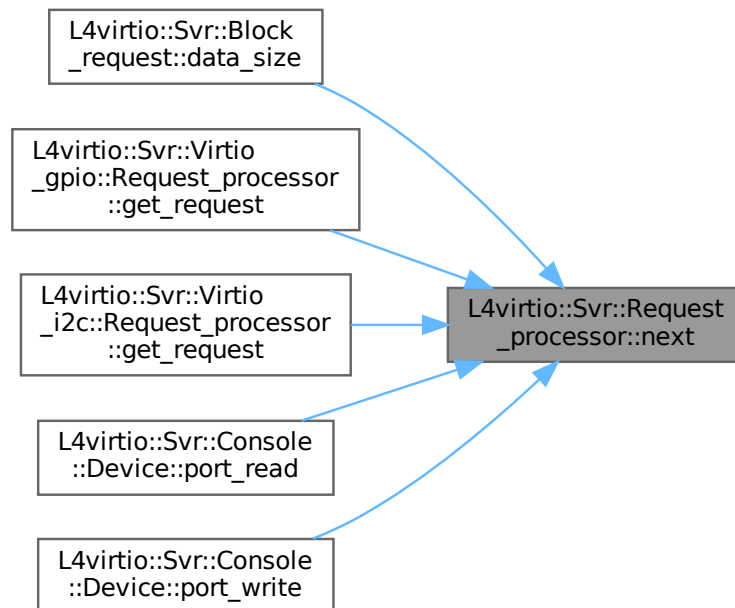 L4virtio::Svr::Block
_request::data_size
L4virtio::Svr::Virtio
_gpio::Request_processor
::get_request
L4virtio::Svr::Virtio
_i2c::Request_processor
::get_request
L4virtio::Svr::Request
_processor::next
L4virtio::Svr::Console
::Device::port_read
L4virtio::Svr::Console
::Device::port_write